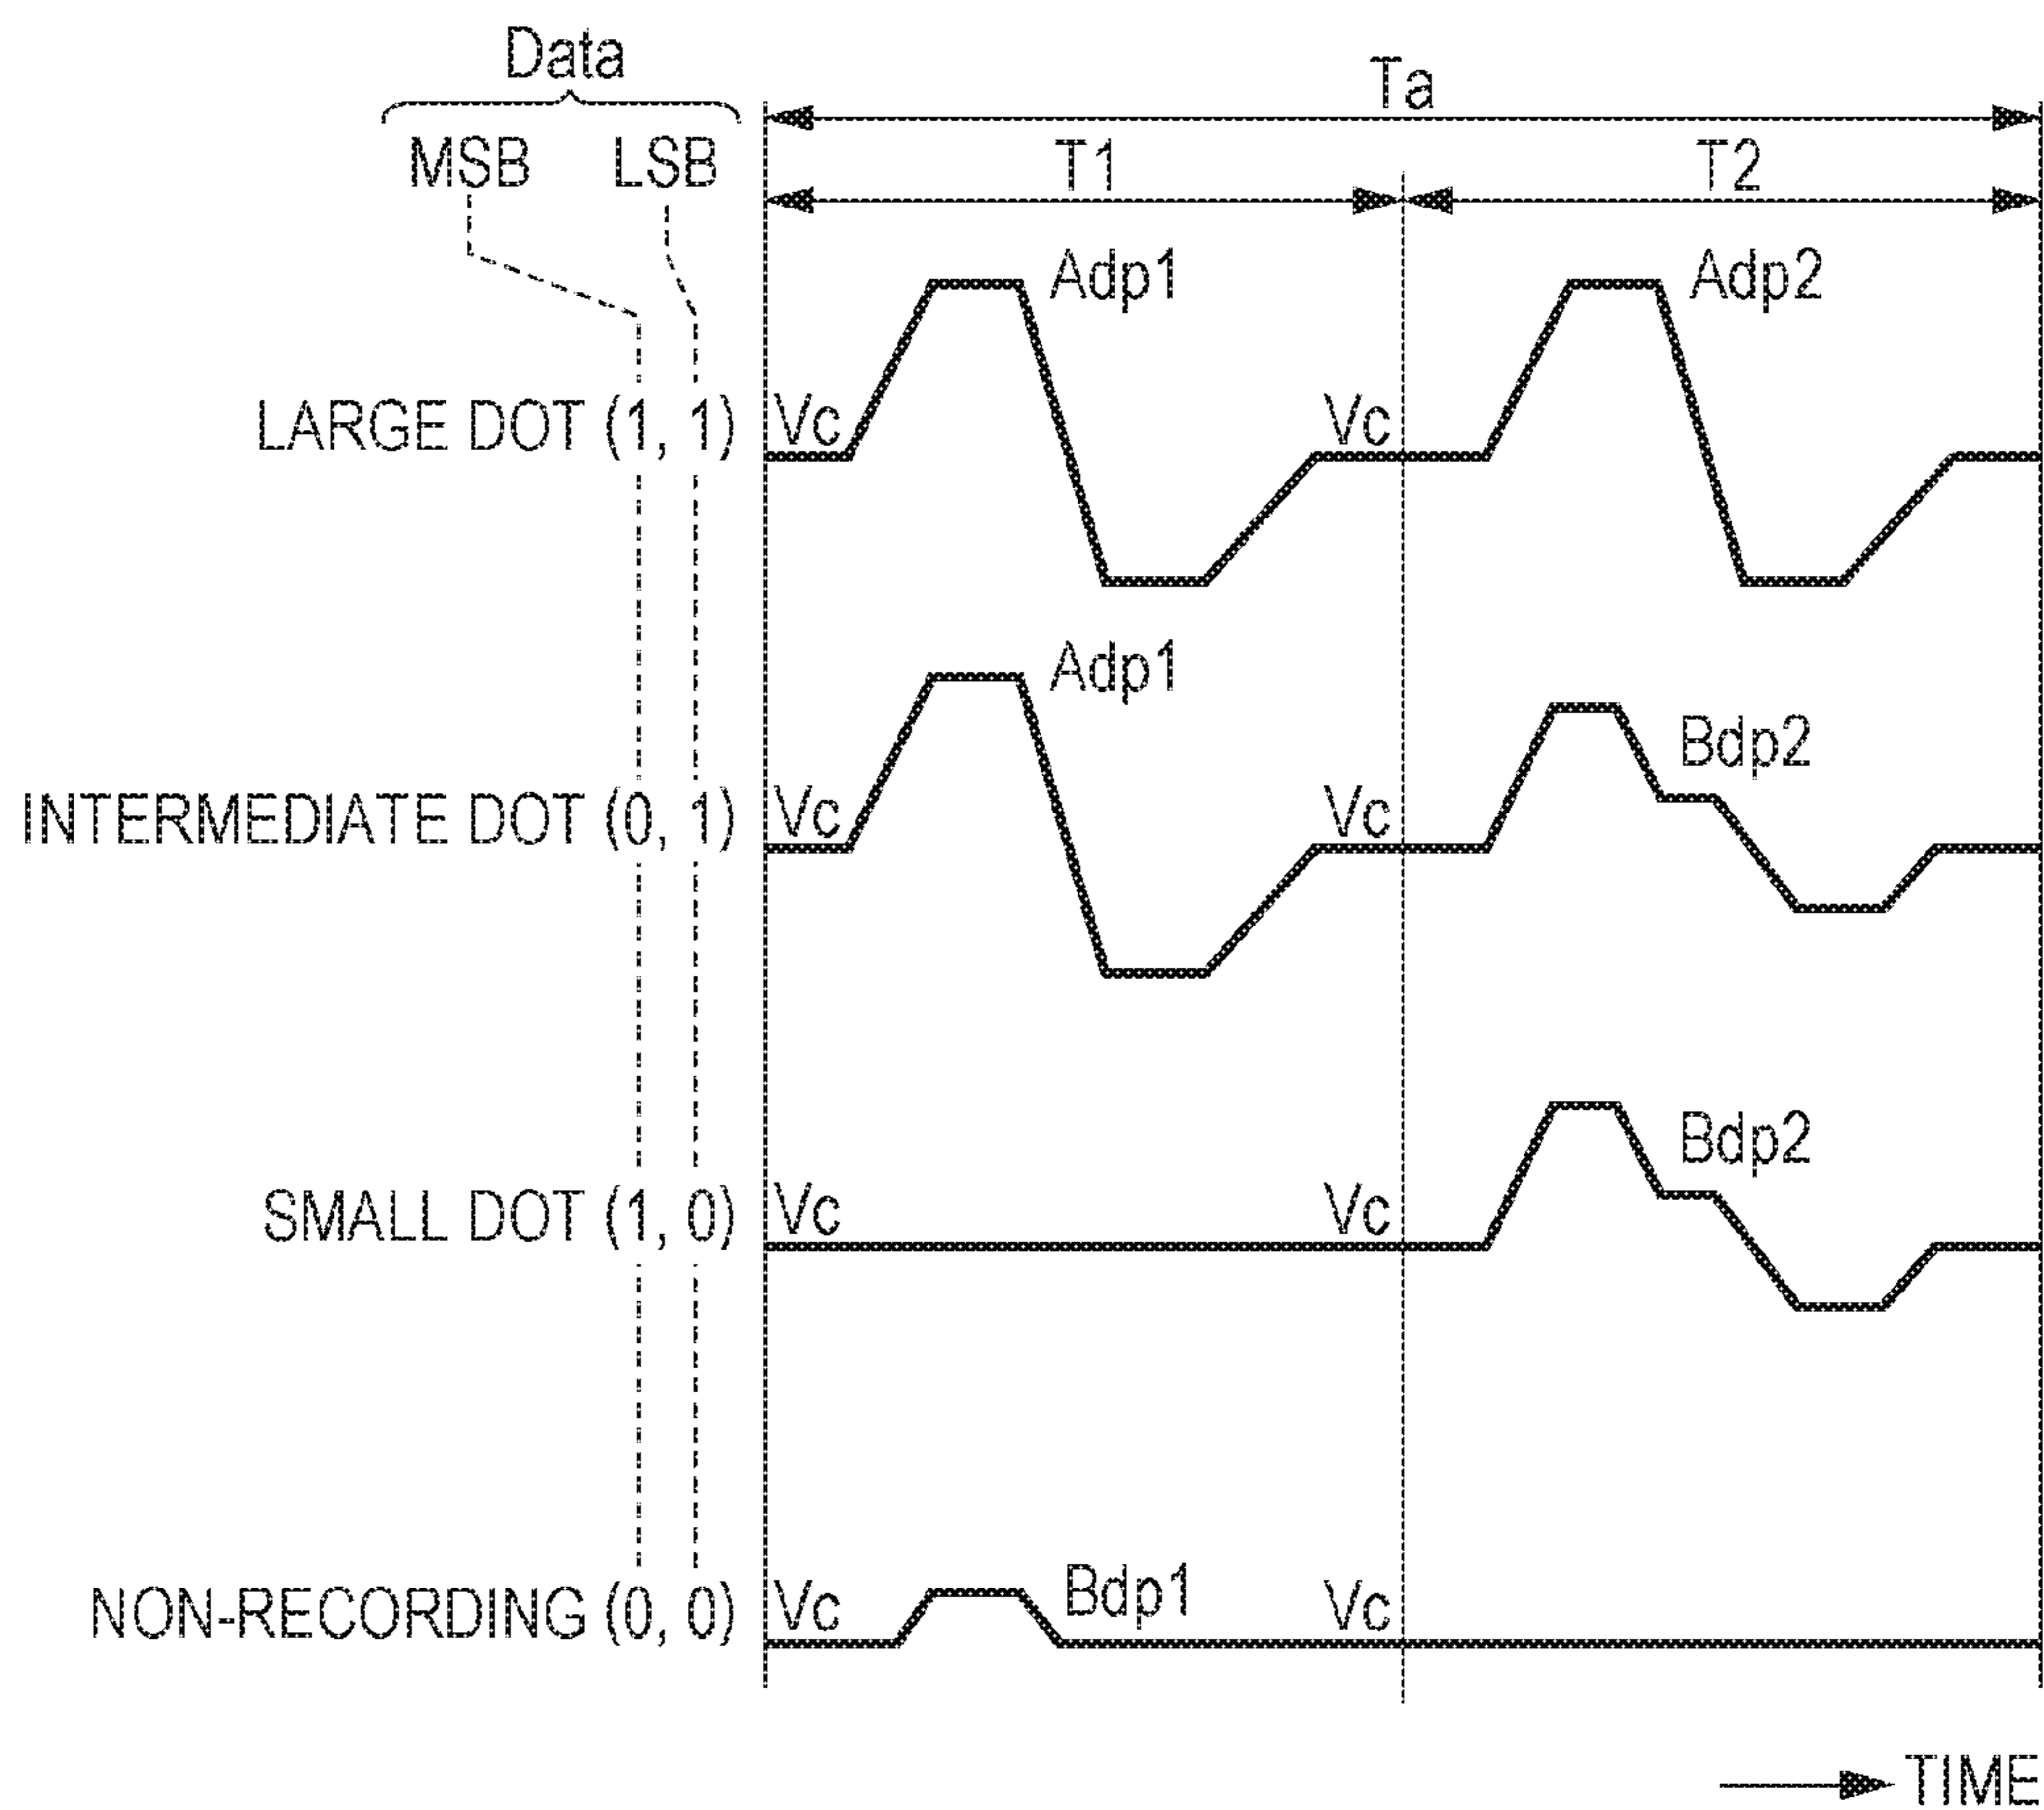 Data
Ta
MSB LSB
T1 T2
Adp1 Adp2
LARGE DOT (1, 1) Vc Vc
Adp1
Bdp2
INTERMEDIATE DOT (0, 1) Vc Vc
Bdp2
SMALL DOT (1, 0) Vc Vc
Bdp1
NON-RECORDING (0, 0) Vc Vc
TIME